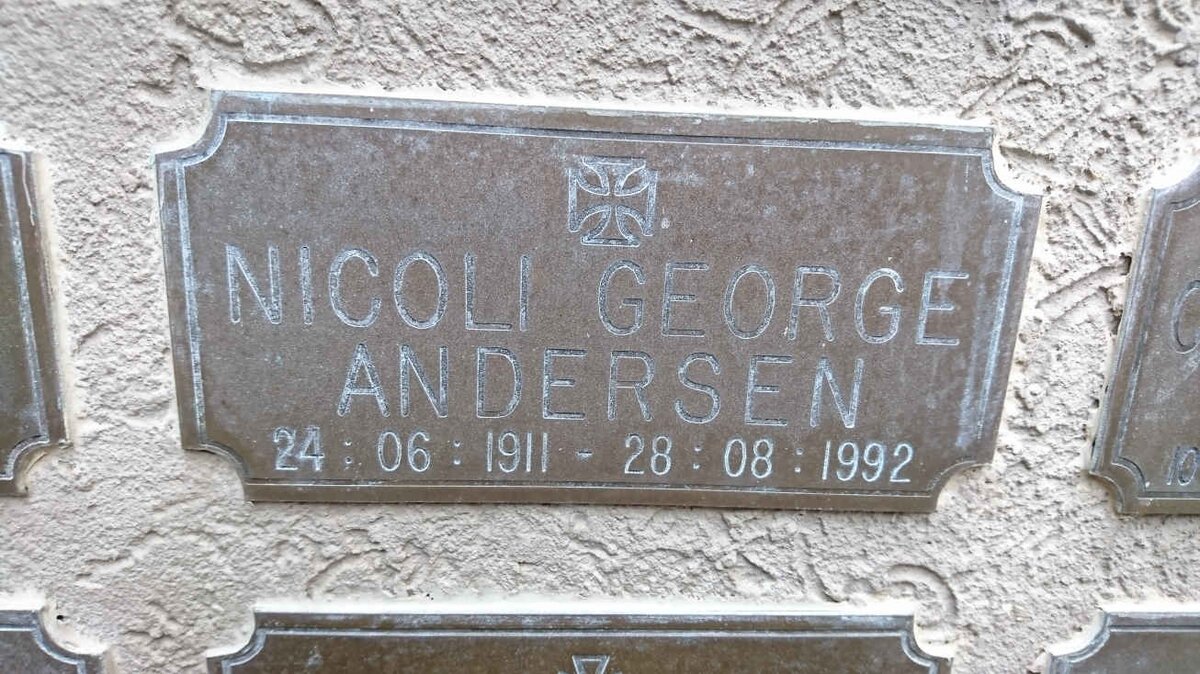 NICOLI GEORGE
ANDERSEN
24 : 06 : 1911 - 28 : 08 : 1992